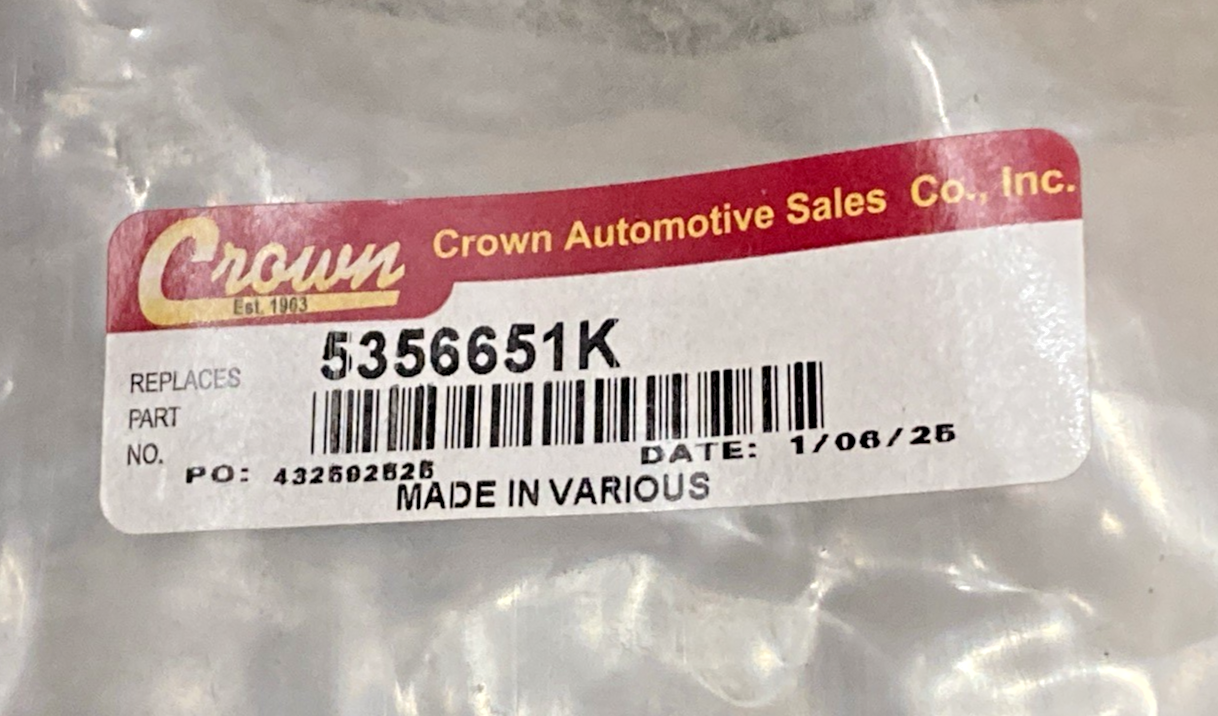 Crown
Est. 1963
Crown Automotive Sales Co., Inc.
REPLACES
PART
NO.
5356651K
DATE: 1/06/25
PO:
MADE IN VARIOUS